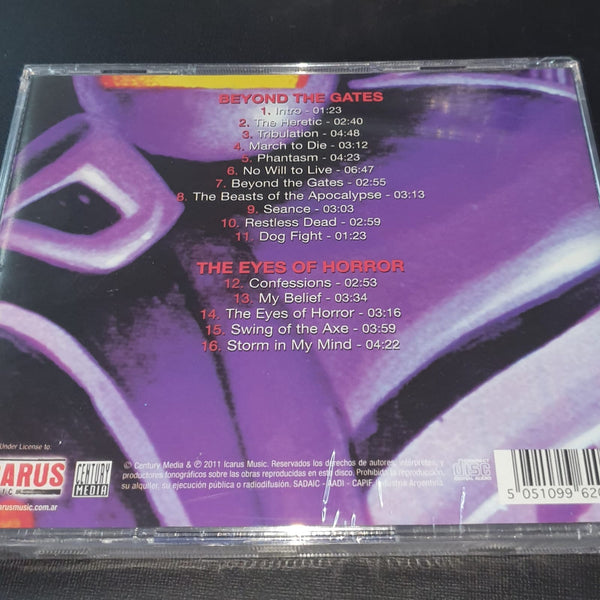 BEYOND THE GATES
1. Intro - 01:23
2. The Heretic - 02:40
3. Tribulation - 04:48
4. March to Die - 03:12
5. Phantasm - 04:23
6. No Will to Live - 06:47
7. Beyond the Gates - 02:55
8. The Beasts of the Apocalypse - 03:13
9. Seance - 03:03
10. Restless Dead - 02:59
11. Dog Fight - 01:23
THE EYES OF HORROR
12. Confessions - 02:53
13. My Belief - 03:34
14. The Eyes of Horror - 03:16
15. Swing of the Axe - 03:59
16. Storm in My Mind - 04:22
Under License to:
CARUS
CENTURY
MEDIA
arusmusic.com.ar
© Century Media & ℗ 2011 Icarus Music. Reservados los derechos de autores, intérpretes, y
productores fonográficos sobre las obras reproducidas en este disco. Prohibida la reproducción,
su alquiler, su ejecución pública o radiodifusión. SADAIC - AADI - CAPIF. Industria Argentina
COMPACT
disc
DIGITAL AUDIO
5 051099 626